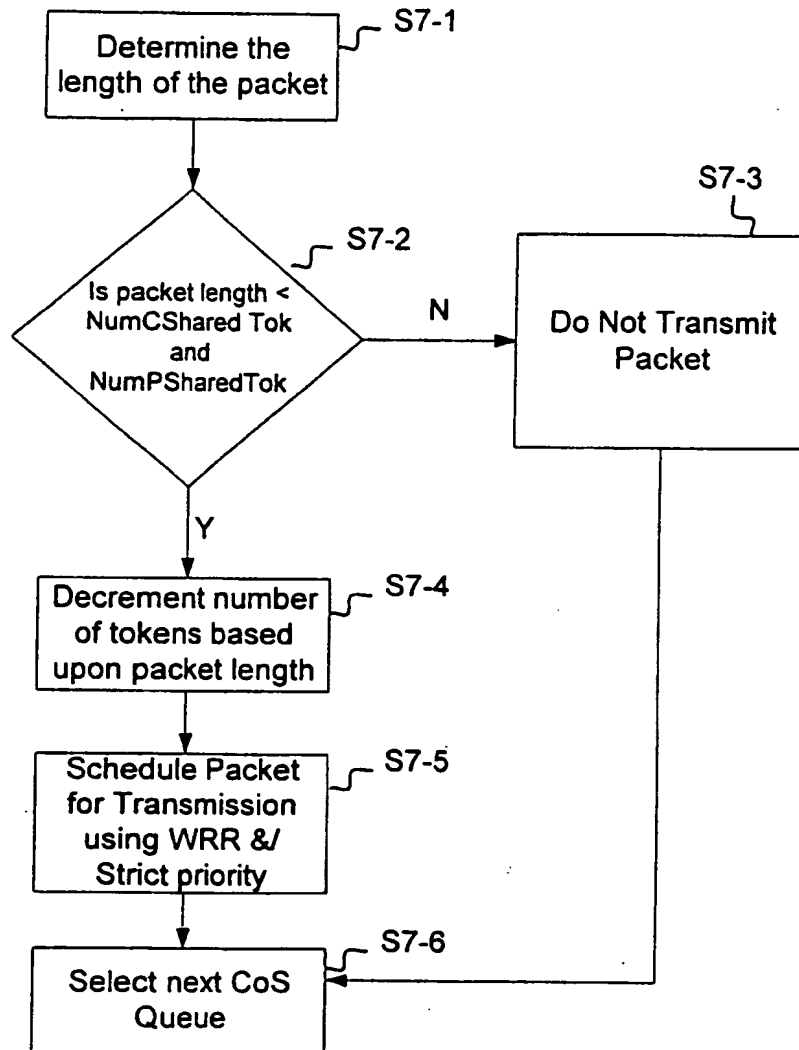 Determine the
length of the packet
S7-1
Is packet length <
NumCShared Tok
and
NumPSharedTok
S7-2
N
S7-3
Do Not Transmit
Packet
Y
Decrement number
of tokens based
upon packet length
S7-4
Schedule Packet
for Transmission
using WRR &/
Strict priority
S7-5
Select next CoS
Queue
S7-6